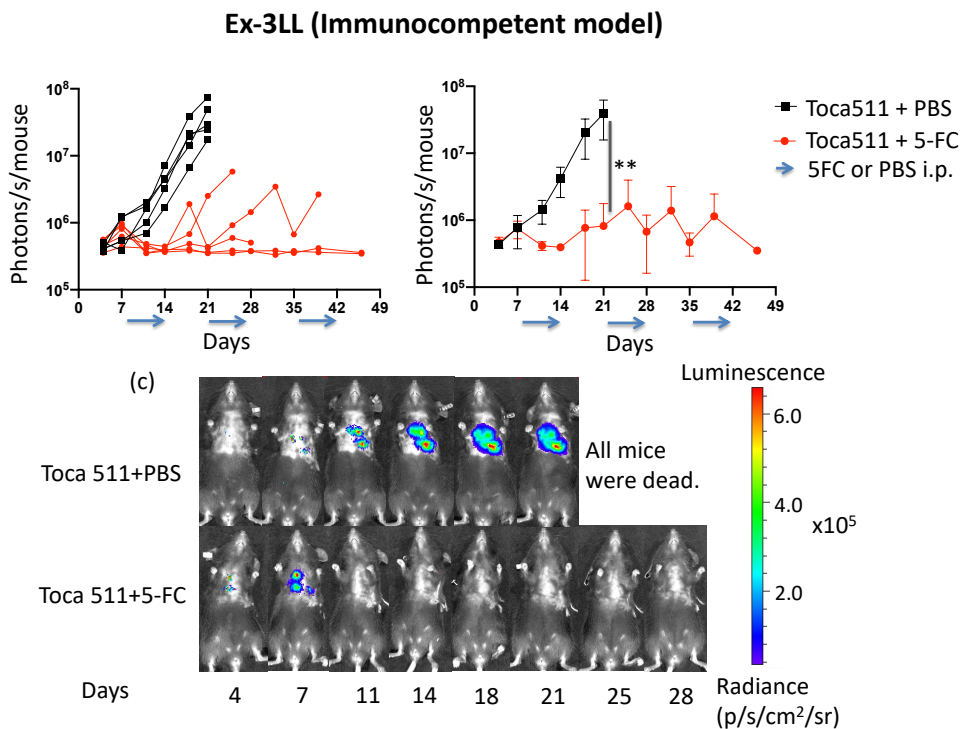 Ex-3LL (Immunocompetent model)
Photons/s/mouse
10⁸
10⁷
10⁶
10⁵
0 7 14 21 28 35 42 49
Days
Photons/s/mouse
10⁸
10⁷
10⁶
10⁵
**
0 7 14 21 28 35 42 49
Days
Toca511 + PBS
Toca511 + 5-FC
5FC or PBS i.p.
(c)
Toca 511+PBS
All mice
were dead.
Toca 511+5-FC
Days 4 7 11 14 18 21 25 28
Luminescence
6.0
4.0
x10⁵
2.0
Radiance
(p/s/cm²/sr)